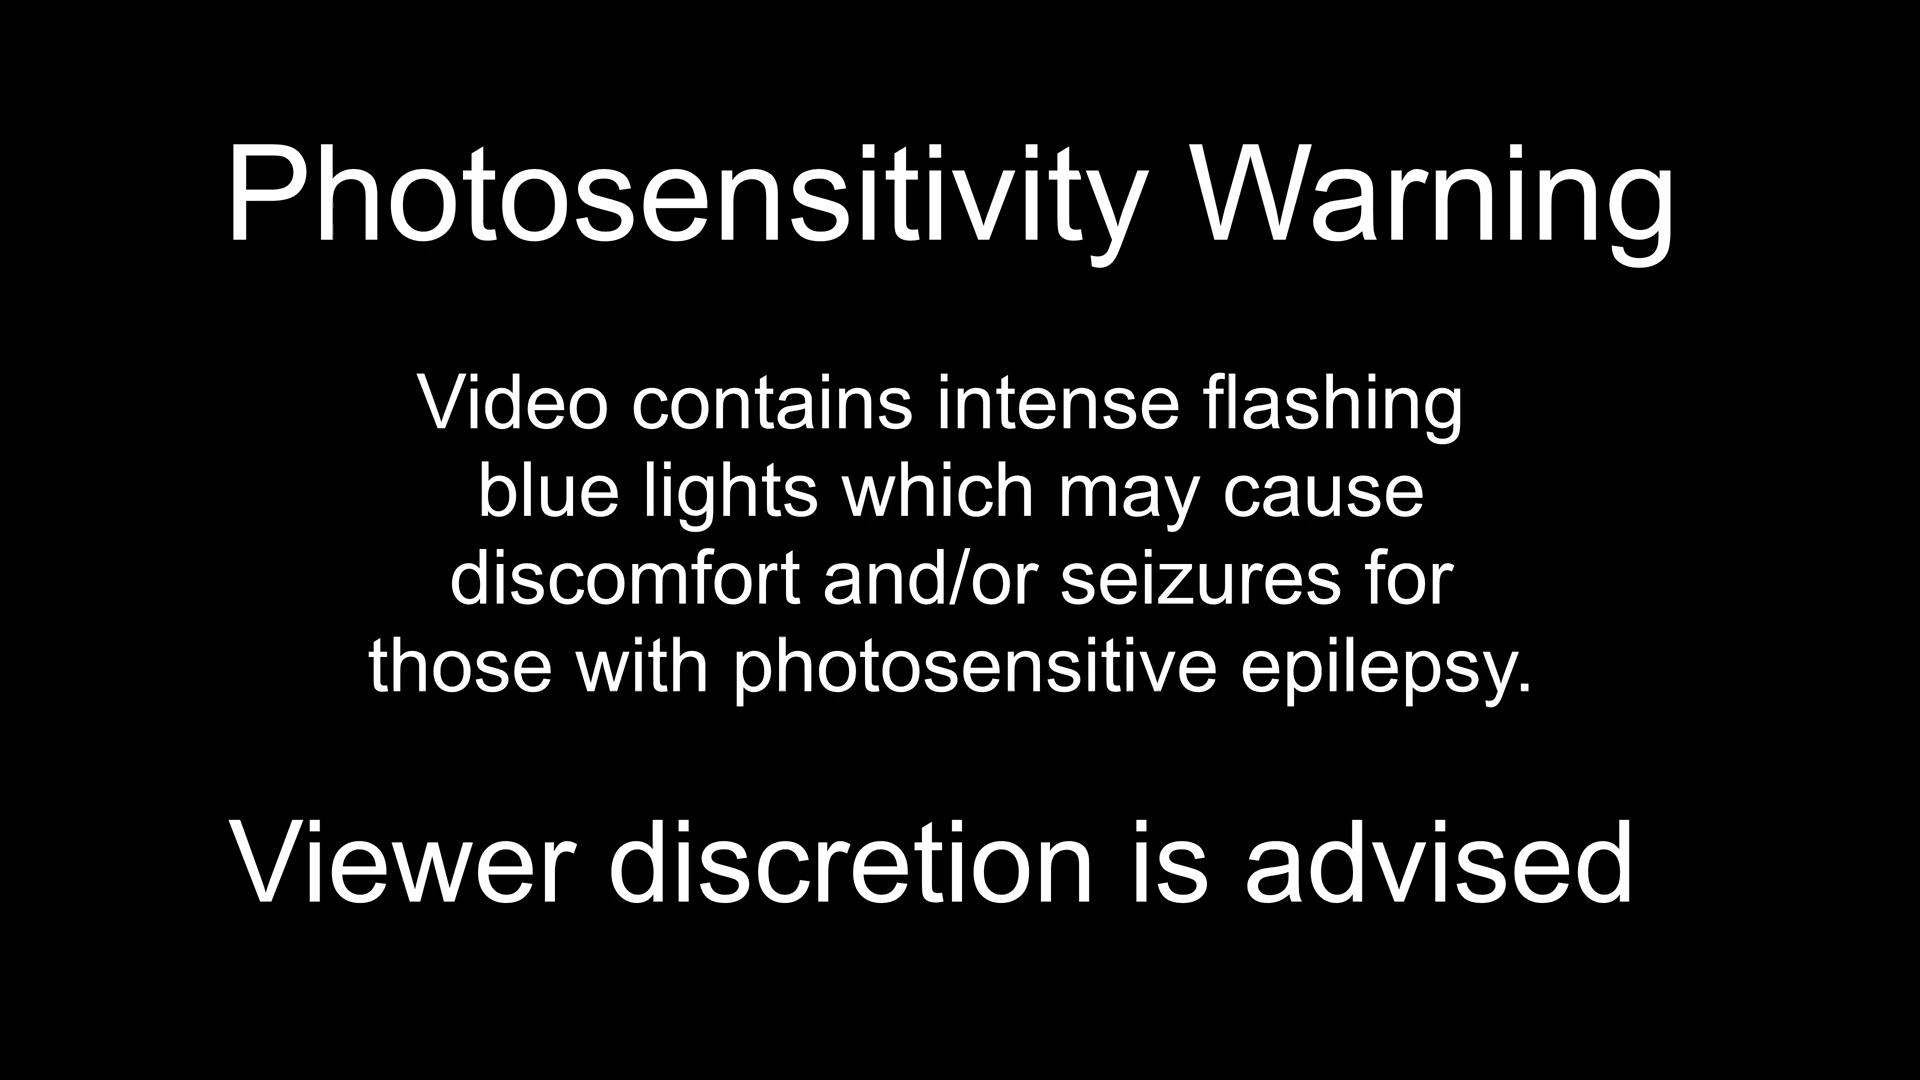 Photosensitivity Warning
Video contains intense flashing
blue lights which may cause
discomfort and/or seizures for
those with photosensitive epilepsy.
Viewer discretion is advised